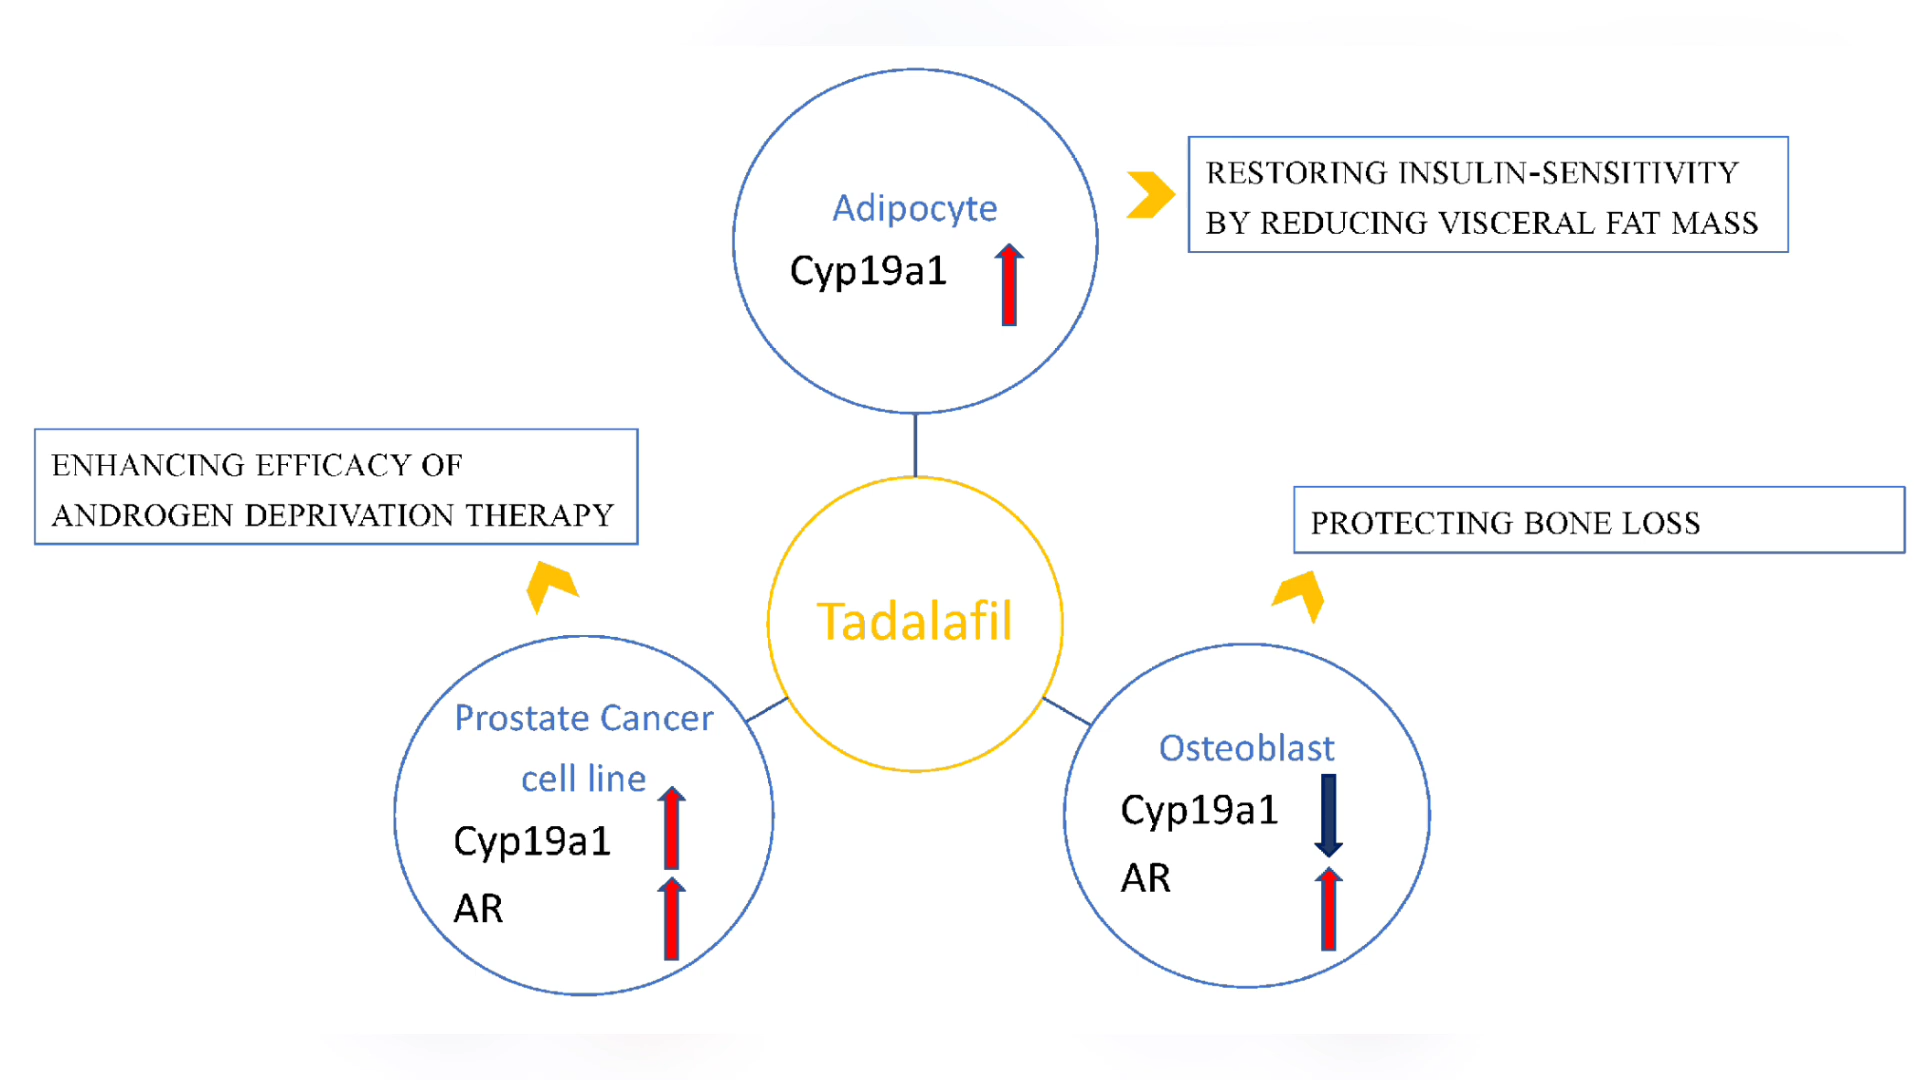 Adipocyte
Cyp19a1
RESTORING INSULIN-SENSITIVITY
BY REDUCING VISCERAL FAT MASS
ENHANCING EFFICACY OF
ANDROGEN DEPRIVATION THERAPY
PROTECTING BONE LOSS
Tadalafil
Prostate Cancer
cell line
Cyp19a1
AR
Osteoblast
Cyp19a1
AR